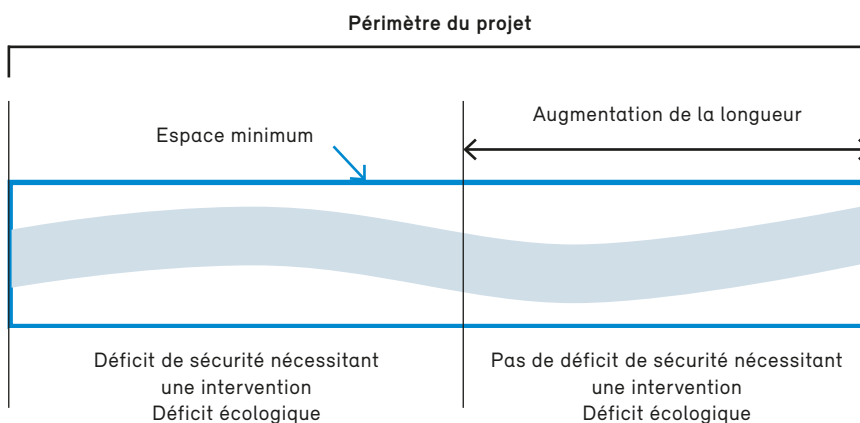 Périmètre du projet
Augmentation de la longueur
Espace minimum
Déficit de sécurité nécessitant
une intervention
Déficit écologique
Pas de déficit de sécurité nécessitant
une intervention
Déficit écologique